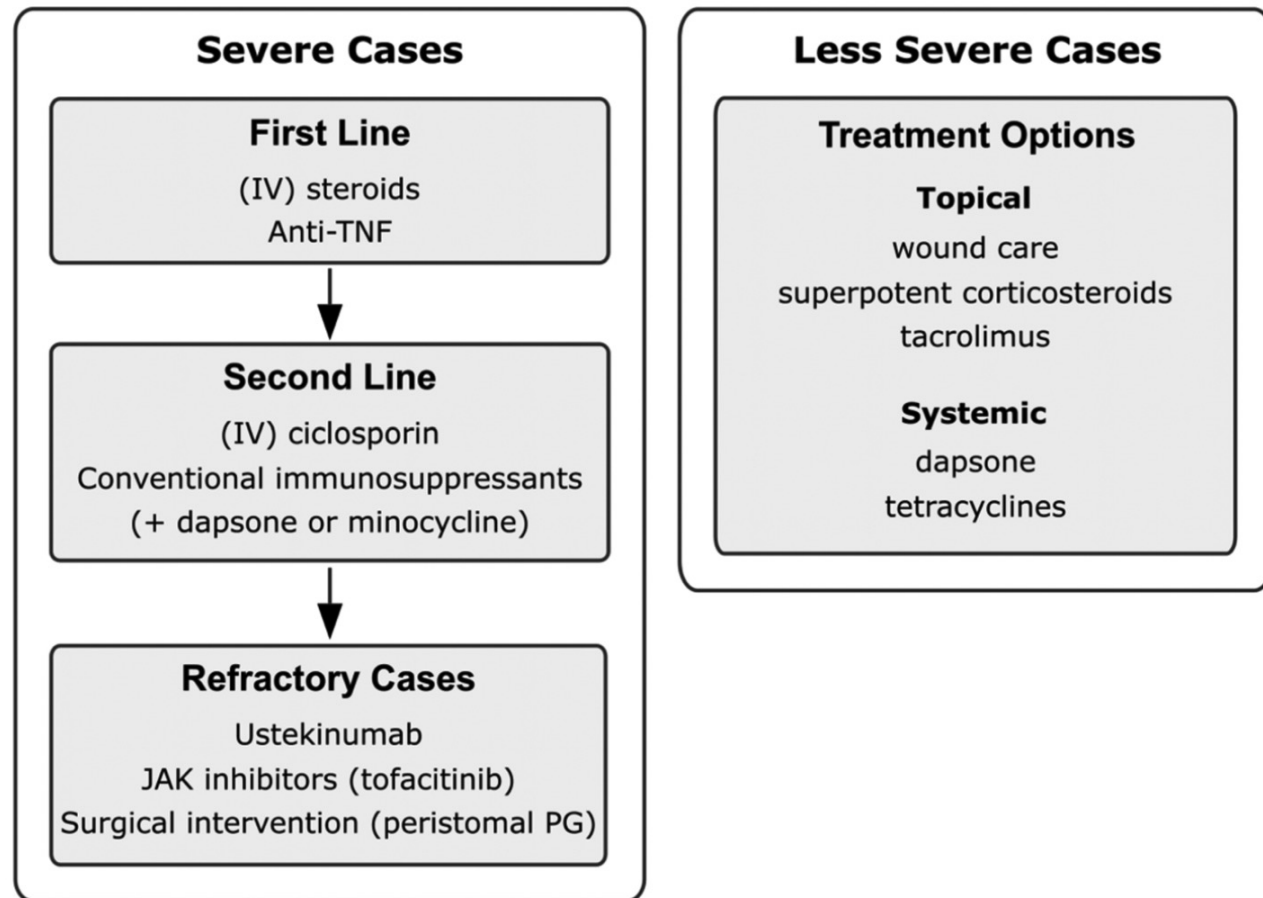 Severe Cases
First Line
(IV) steroids
Anti-TNF
Second Line
(IV) ciclosporin
Conventional immunosuppressants
(+ dapsone or minocycline)
Refractory Cases
Ustekinumab
JAK inhibitors (tofacitinib)
Surgical intervention (peristomal PG)
Less Severe Cases
Treatment Options
Topical
wound care
superpotent corticosteroids
tacrolimus
Systemic
dapsone
tetracyclines